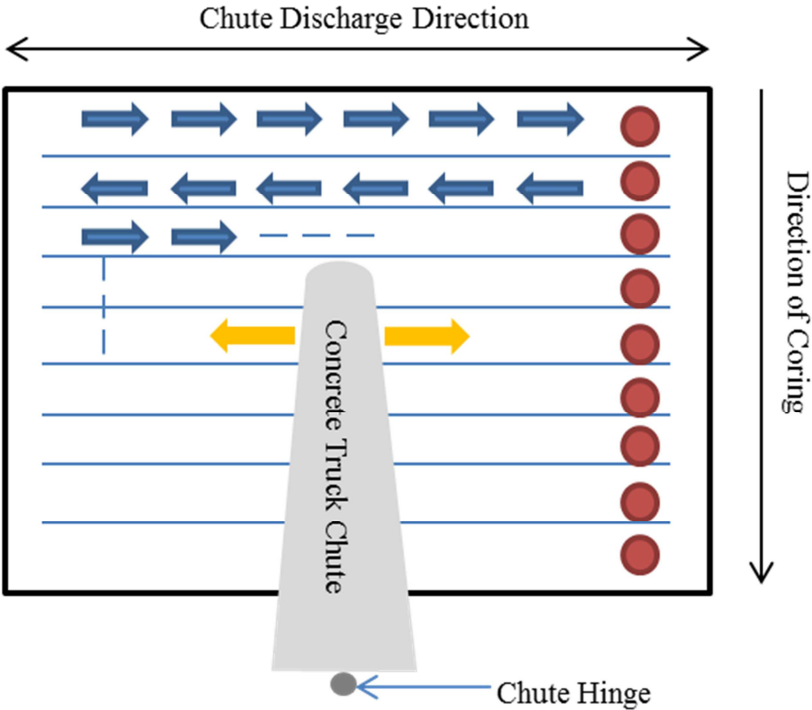 Chute Discharge Direction
Direction of Coring
Concrete Truck Chute
Chute Hinge